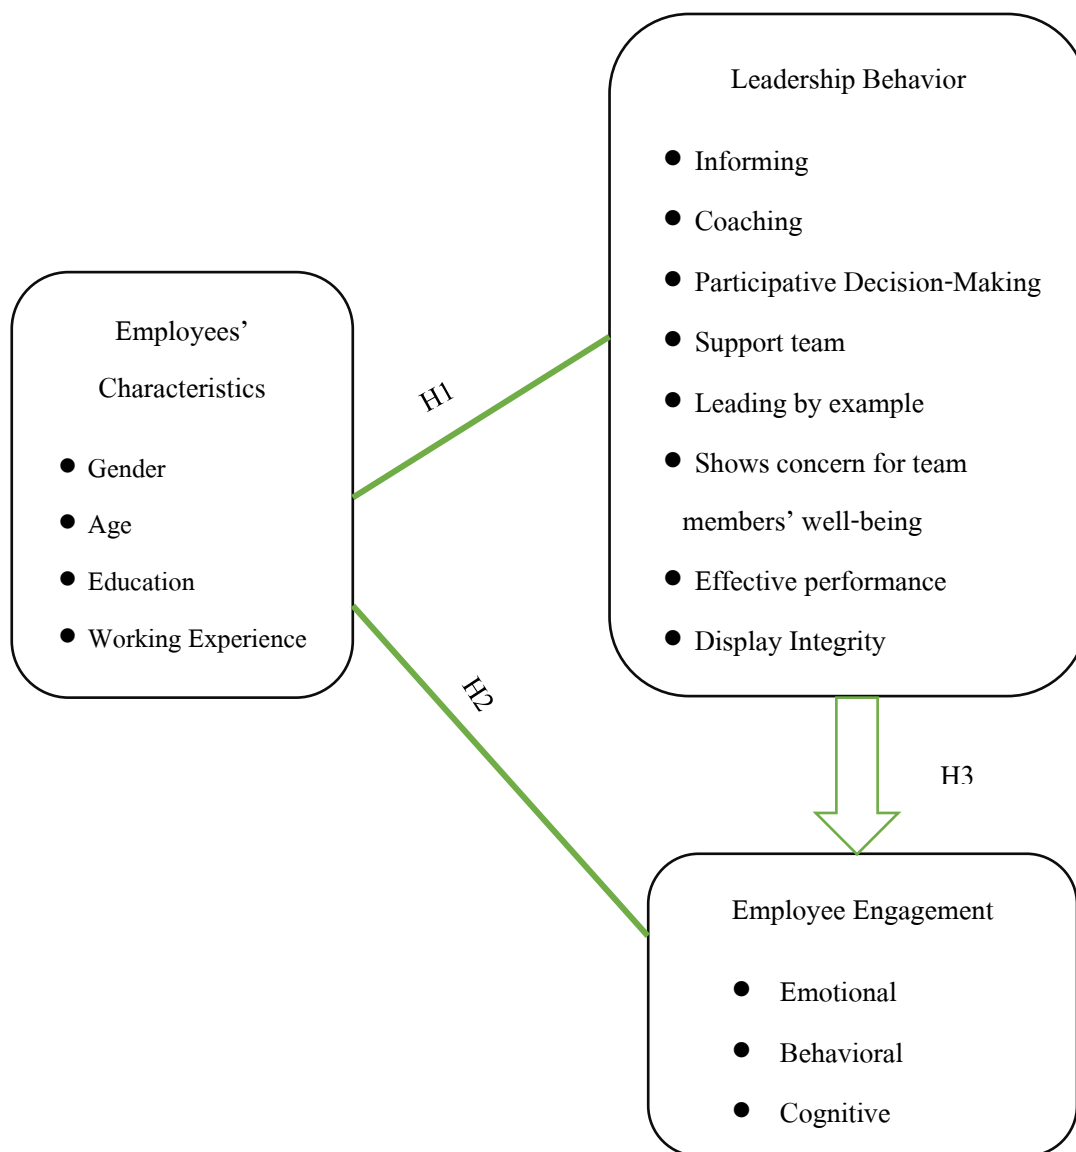 Leadership Behavior
● Informing
● Coaching
● Participative Decision-Making
● Support team
● Leading by example
● Shows concern for team
members’ well-being
● Effective performance
● Display Integrity
Employees’
Characteristics
● Gender
● Age
● Education
● Working Experience
H1
H2
H3
Employee Engagement
● Emotional
● Behavioral
● Cognitive